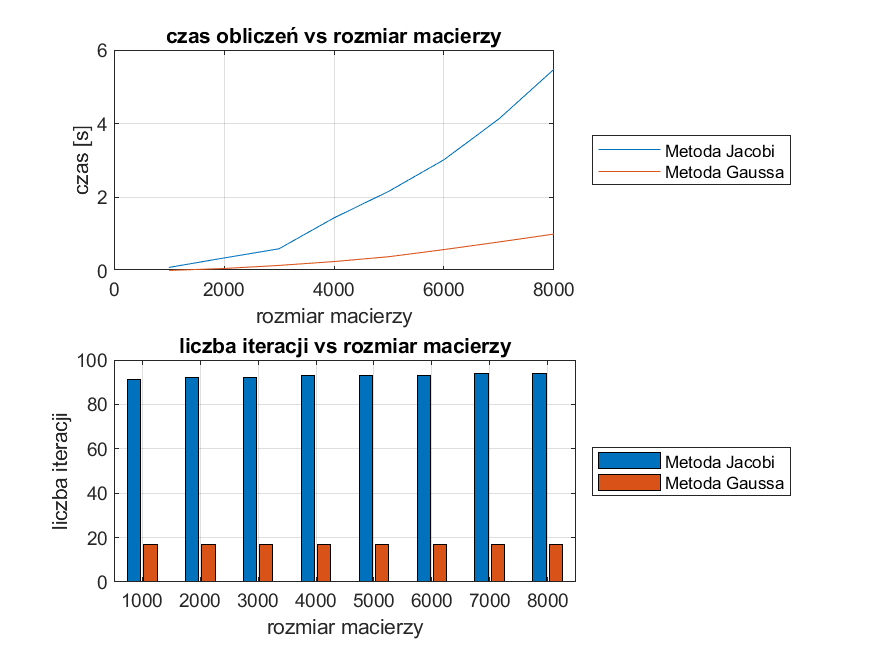 czas obliczeń vs rozmiar macierzy
6
4
2
0
czas [s]
0 2000 4000 6000 8000
rozmiar macierzy
Metoda Jacobi
Metoda Gaussa
liczba iteracji vs rozmiar macierzy
100
80
60
40
20
0
liczba iteracji
1000 2000 3000 4000 5000 6000 7000 8000
rozmiar macierzy
Metoda Jacobi
Metoda Gaussa